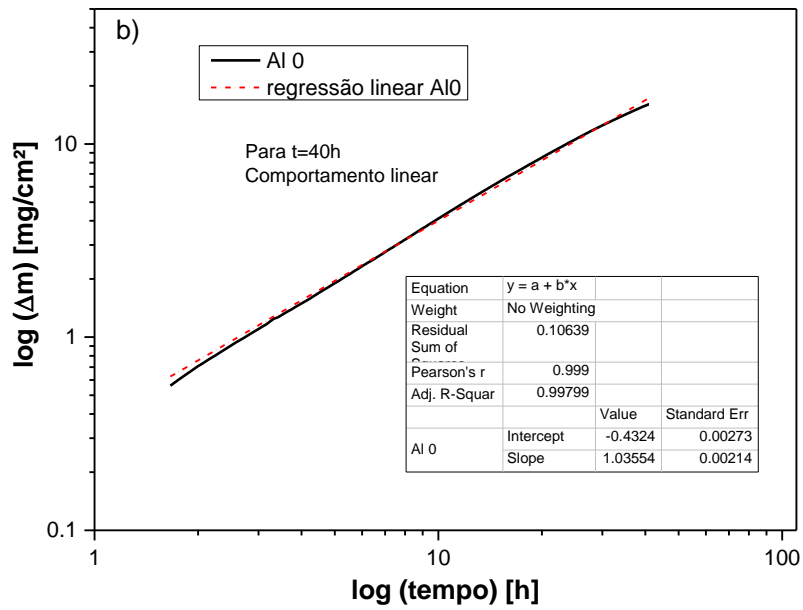 b)
Al 0
regressão linear Al0
Para t=40h
Comportamento linear
log (Δm) [mg/cm²]
10
1
0.1
Equation y = a + b*x
Weight No Weighting
Residual 0.10639
Sum of
Pearson's r 0.999
Adj. R-Squar 0.99799
Value Standard Err
Al 0 Intercept -0.4324 0.00273
Slope 1.03554 0.00214
1 10 100
log (tempo) [h]